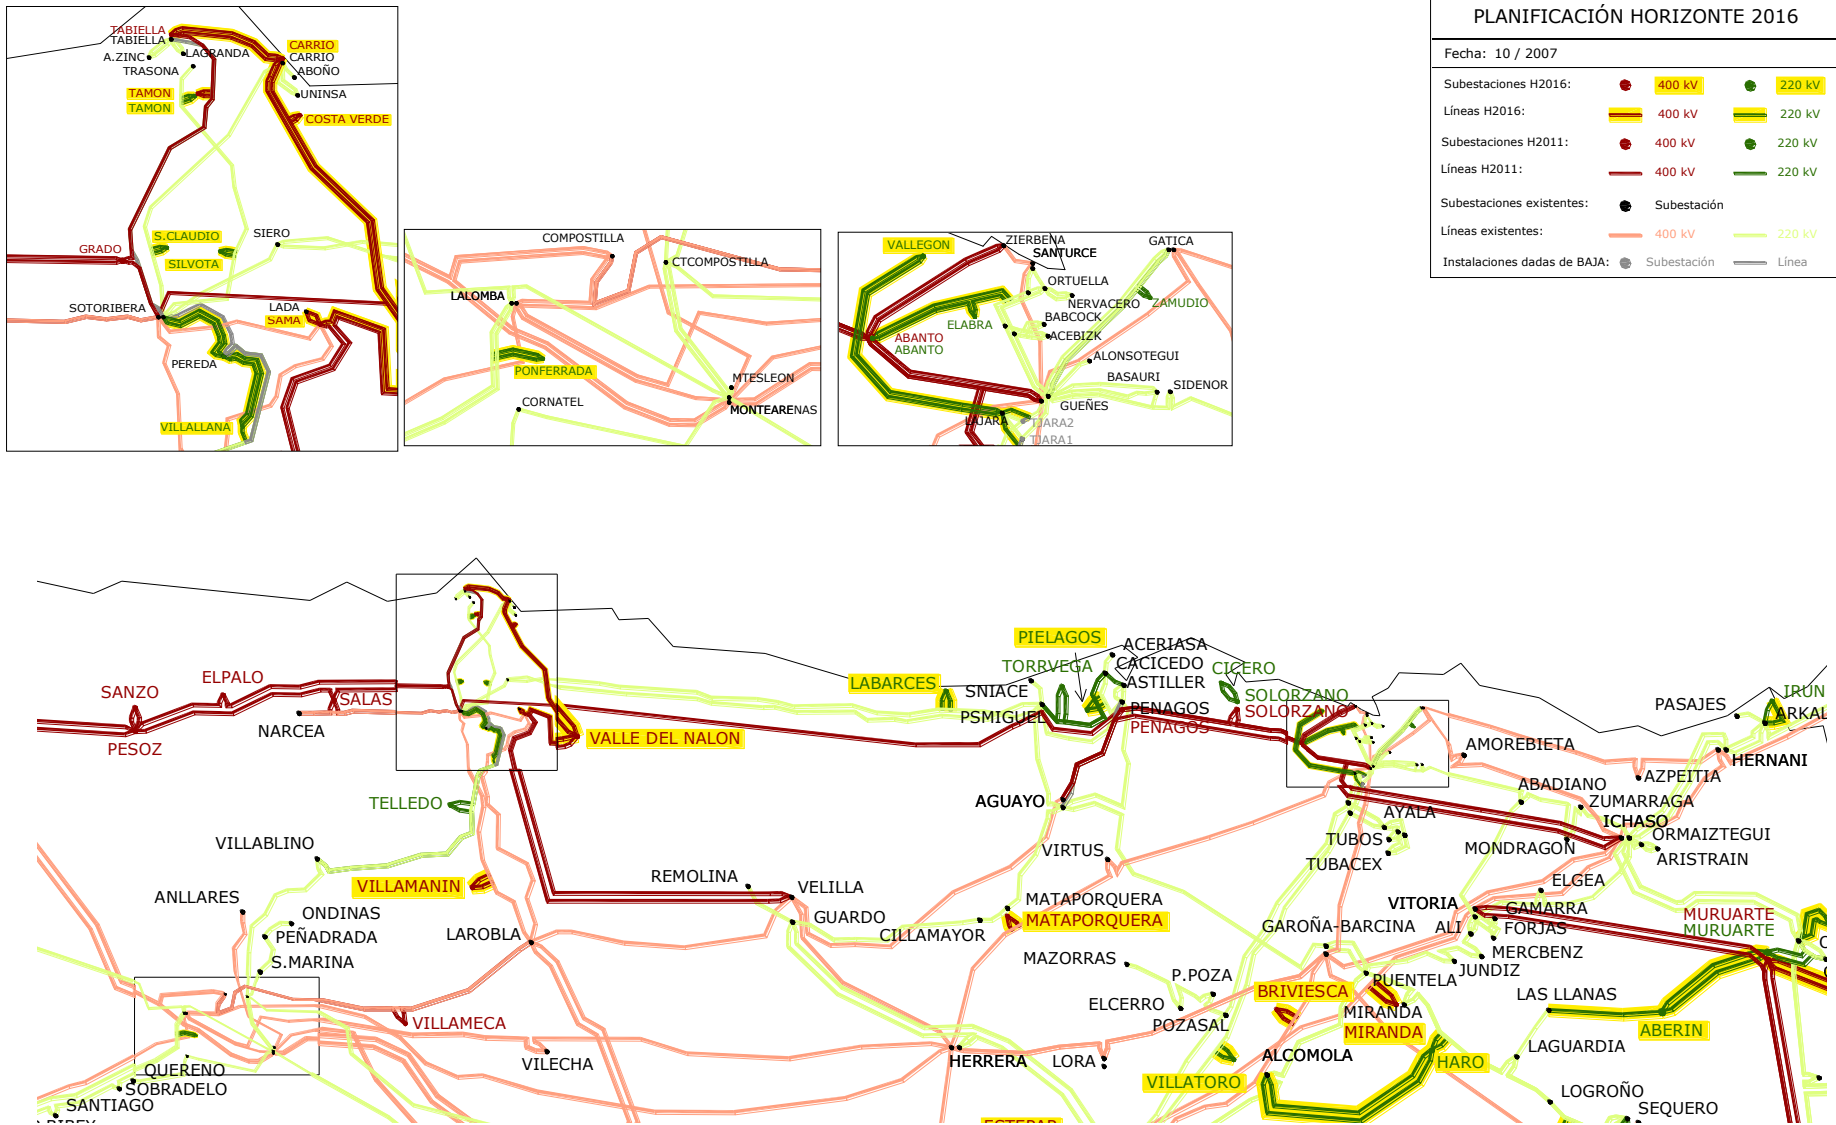 PLANIFICACIÓN HORIZONTE 2016
Fecha: 10 / 2007
Subestaciones H2016: 400 kV 220 kV
Líneas H2016: 400 kV 220 kV
Subestaciones H2011: 400 kV 220 kV
Líneas H2011: 400 kV 220 kV
Subestaciones existentes: Subestación
Líneas existentes: 400 kV 220 kV
Instalaciones dadas de BAJA: Subestación Línea
TABIELLA
TABIELLA
CARRIO
CARRIO
A.ZINC
LAGRANDA
TRASONA
ABOÑO
UNINSA
TAMON
TAMON
COSTA VERDE
S.CLAUDIO
SIERO
GRADO
SILVOTA
SOTORIBERA
LADA
SAMA
PEREDA
VILLALLANA
COMPOSTILLA
CTCOMPOSTILLA
LALOMBA
PONFERRADA
MTESLEON
CORNATEL
MONTEARENAS
VALLEGON
ZIERBENA
GATICA
SANTURCE
ORTUELLA
NERVACERO
ZAMUDIO
BABCOCK
ELABRA
ACEBIZK
ABANTO
ABANTO
ALONSOTEGUI
BASAURI
SIDENOR
GUEÑES
LAJARA
TJARA2
TJARA1
PIELAGOS
ACERIASA
TORRVEGA
CACICEDO
CICERO
ASTILLER
SNIACE
LABARCES
SOLORZANO
SOLORZANO
PSMIGUEL
PENAGOS
PENAGOS
ELPALO
SANZO
SALAS
NARCEA
PESOZ
VALLE DEL NALON
PASAJES
IRUN
ARKAL
HERNANI
AMOREBIETA
AZPEITIA
TELLEDO
AGUAYO
ABADIANO
ZUMARRAGA
AYALA
ICHASO
ORMAIZTEGUI
TUBOS
MONDRAGON
ARISTRAIN
TUBACEX
VILLABLINO
VIRTUS
VILLAMANIN
REMOLINA
VELILLA
ELGEA
ANLLARES
MATAPORQUERA
VITORIA
GAMARRA
ONDINAS
GUARDO
MATAPORQUERA
MURUARTE
MURUARTE
PEÑADRADA
LAROBLA
CILLAMAYOR
GAROÑA-BARCINA
ALI
FORJAS
MERCBENZ
S.MARINA
MAZORRAS
P.POZA
JUNDIZ
PUENTELA
BRIVIESCA
LAS LLANAS
ELCERRO
MIRANDA
VILLAMECA
POZASAL
MIRANDA
ABERIN
ALCOMOLA
LAGUARDIA
VILECHA
HERRERA
LORA
HARO
QUERENO
SOBRADELO
VILLATORO
LOGROÑO
SANTIAGO
SEQUERO